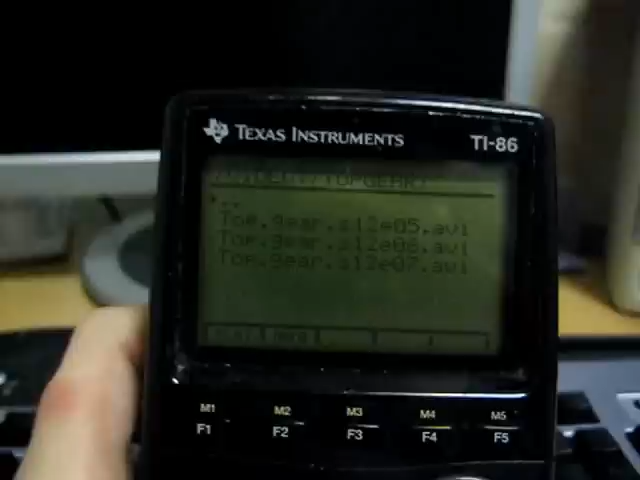 TEXAS INSTRUMENTS TI-86
..
Top.gear.s12e05.avi
Top.gear.s12e06.avi
Top.gear.s12e07.avi
M1 M2 M3 M4 M5
F1 F2 F3 F4 F5